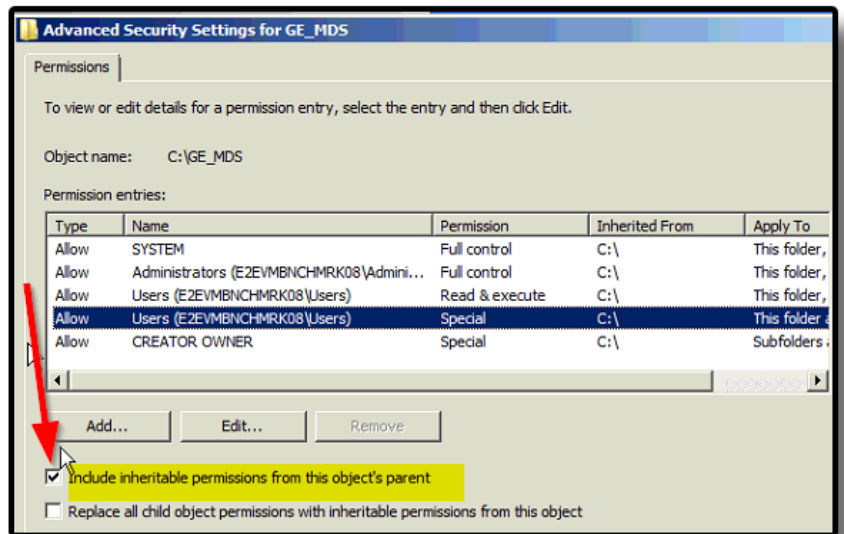 Advanced Security Settings for GE_MDS
Permissions
To view or edit details for a permission entry, select the entry and then click Edit.
Object name: C:\GE_MDS
Permission entries:
Type Name Permission Inherited From Apply To
Allow SYSTEM Full control C:\ This folder,
Allow Administrators (E2EVMBNCHMRK08\Admini... Full control C:\ This folder,
Allow Users (E2EVMBNCHMRK08\Users) Read & execute C:\ This folder,
Allow Users (E2EVMBNCHMRK08\Users) Special C:\ This folder a
Allow CREATOR OWNER Special C:\ Subfolders a
Add... Edit... Remove
Include inheritable permissions from this object's parent
Replace all child object permissions with inheritable permissions from this object